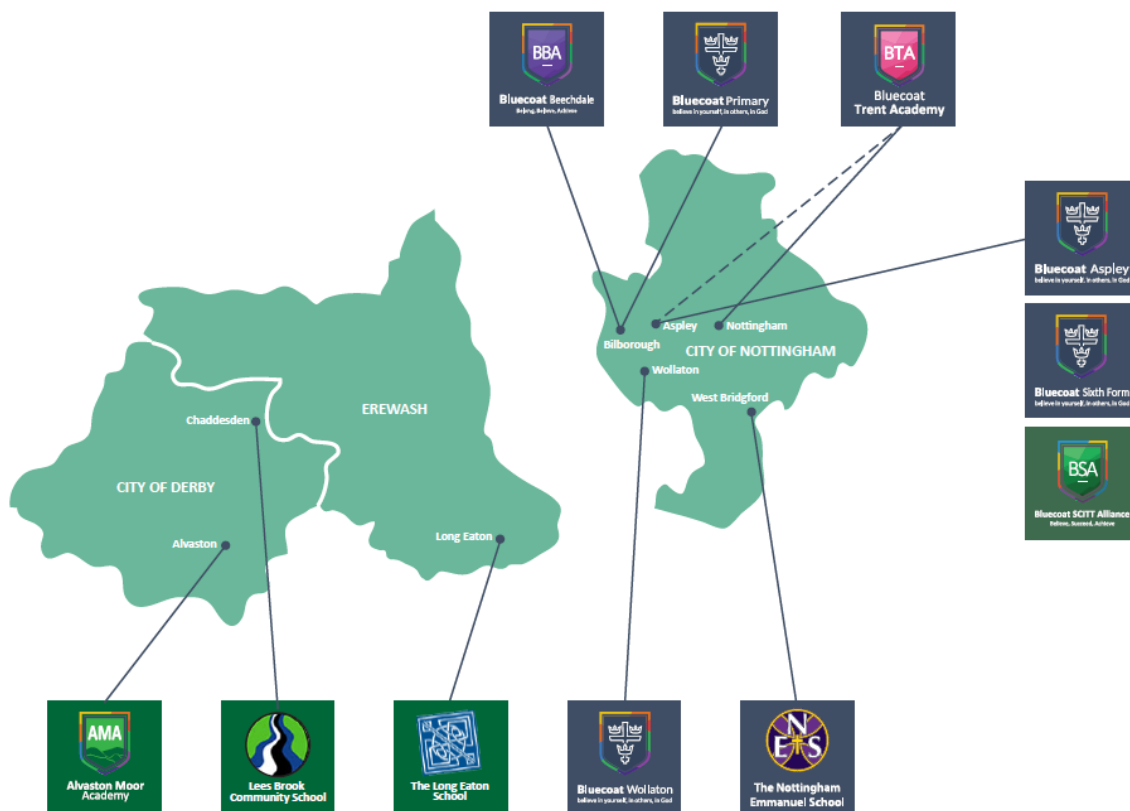 BBA
Bluecoat Beechdale
Belong, Believe, Achieve
Bluecoat Primary
believe in yourself, in others, in God
BTA
Bluecoat
Trent Academy
Bluecoat Aspley
believe in yourself, in others, in God
Bluecoat Sixth Form
believe in yourself, in others, in God
BSA
Bluecoat SCITT Alliance
Believe, Succeed, Achieve
Aspley
Nottingham
Bilborough
CITY OF NOTTINGHAM
Wollaton
West Bridgford
EREWASH
Chaddesden
CITY OF DERBY
Alvaston
Long Eaton
AMA
Alvaston Moor
Academy
Lees Brook
Community School
The Long Eaton
School
Bluecoat Wollaton
believe in yourself, in others, in God
N
E S
The Nottingham
Emmanuel School